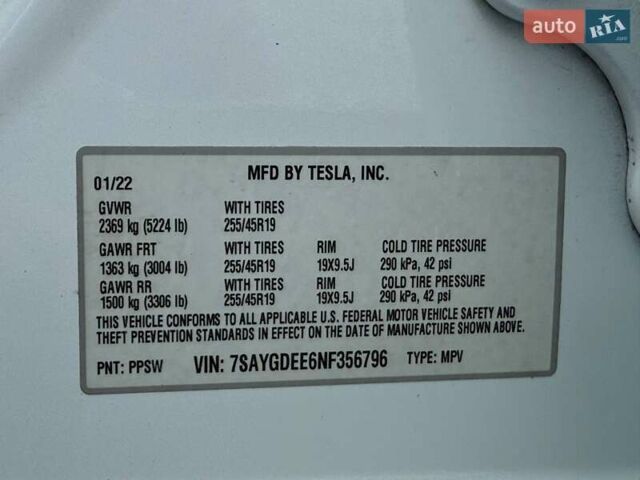 auto RIA
.com
01/22 MFD BY TESLA, INC.
GVWR WITH TIRES
2369 kg (5224 lb) 255/45R19
GAWR FRT WITH TIRES RIM COLD TIRE PRESSURE
1363 kg (3004 lb) 255/45R19 19X9.5J 290 kPa, 42 psi
GAWR RR WITH TIRES RIM COLD TIRE PRESSURE
1500 kg (3306 lb) 255/45R19 19X9.5J 290 kPa, 42 psi
THIS VEHICLE CONFORMS TO ALL APPLICABLE U.S. FEDERAL MOTOR VEHICLE SAFETY AND
THEFT PREVENTION STANDARDS IN EFFECT ON THE DATE OF MANUFACTURE SHOWN ABOVE.
PNT: PPSW VIN: 7SAYGDEE6NF356796 TYPE: MPV